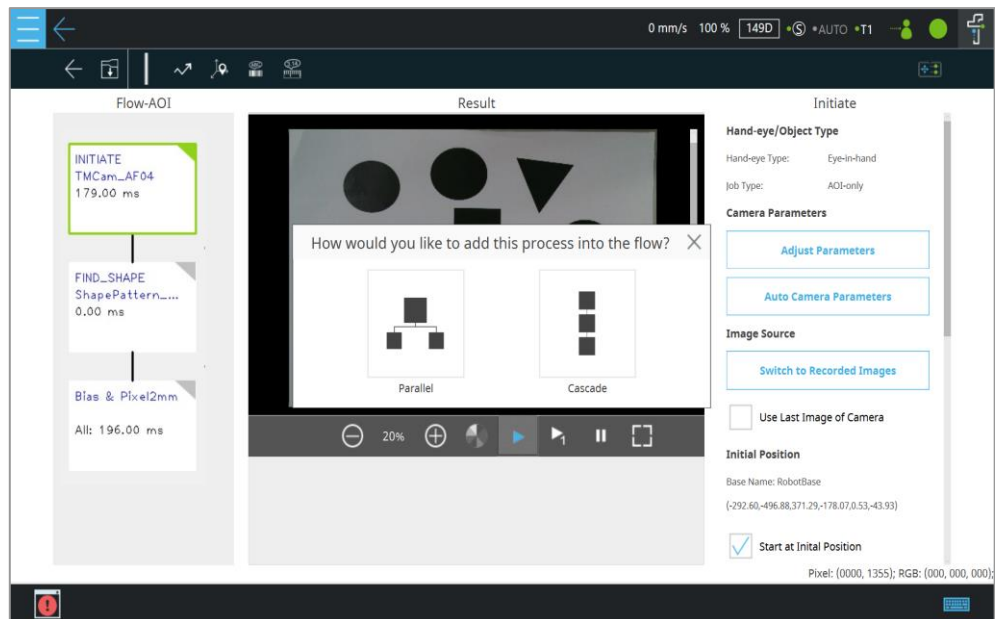 0 mm/s 100 % 149D •Ⓢ •AUTO •T1
Flow-AOI
Result
Initiate
INITIATE
TMCam_AF04
179.00 ms
FIND_SHAPE
ShapePattern_...
0.00 ms
Bias & Pixel2mm
All: 196.00 ms
How would you like to add this process into the flow?
Parallel
Cascade
20%
Hand-eye/Object Type
Hand-eye Type: Eye-in-hand
Job Type: AOI-only
Camera Parameters
Adjust Parameters
Auto Camera Parameters
Image Source
Switch to Recorded Images
Use Last Image of Camera
Initial Position
Base Name: RobotBase
(-292.60,-496.88,371.29,-178.07,0.53,-43.93)
Start at Inital Position
Pixel: (0000, 1355); RGB: (000, 000, 000);